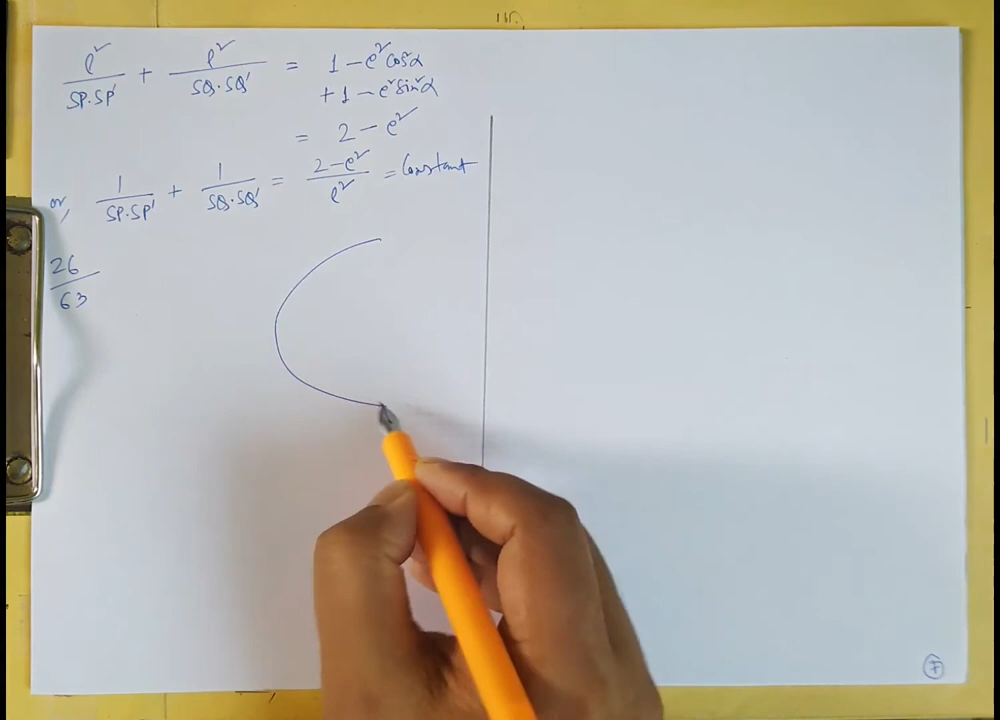 l²/SP·SP' + l²/SQ·SQ' = 1 - e²cos²α
+ 1 - e²sin²α
= 2 - e²
or, 1/SP·SP' + 1/SQ·SQ' = 2-e²/l² = Constant
26/63
7